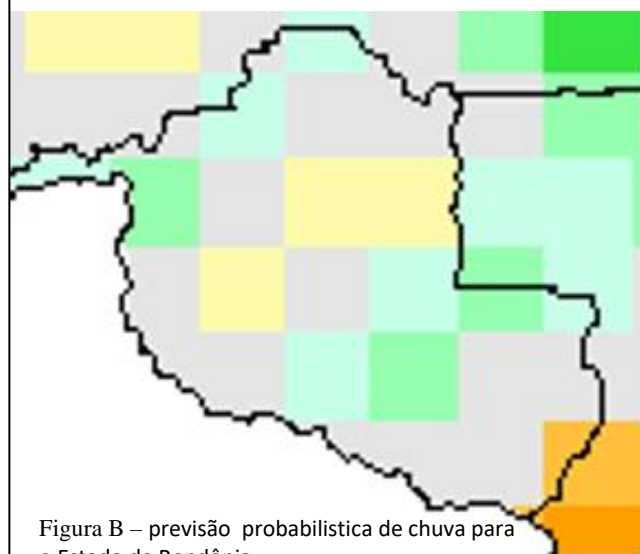 Figura B – previsão probabilistica de chuva para
o Estado de Rondônia